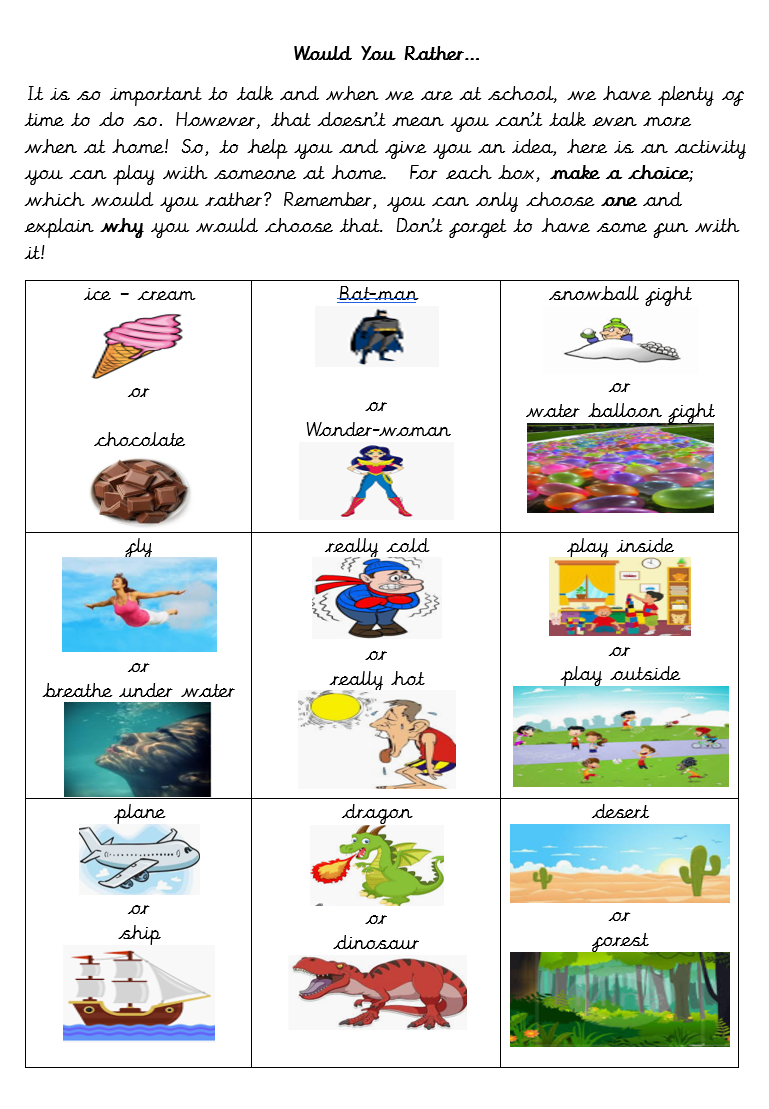 Would You Rather...
It is so important to talk and when we are at school, we have plenty of
time to do so. However, that doesn't mean you can't talk even more
when at home! So, to help you and give you an idea, here is an activity
you can play with someone at home. For each box, make a choice;
which would you rather? Remember, you can only choose one and
explain why you would choose that. Don't forget to have some fun with
it!
ice - cream
or
chocolate
Bat-man
or
Wonder-woman
snowball fight
or
water balloon fight
fly
or
breathe under water
really cold
or
really hot
play inside
or
play outside
plane
or
ship
dragon
or
dinosaur
desert
or
forest